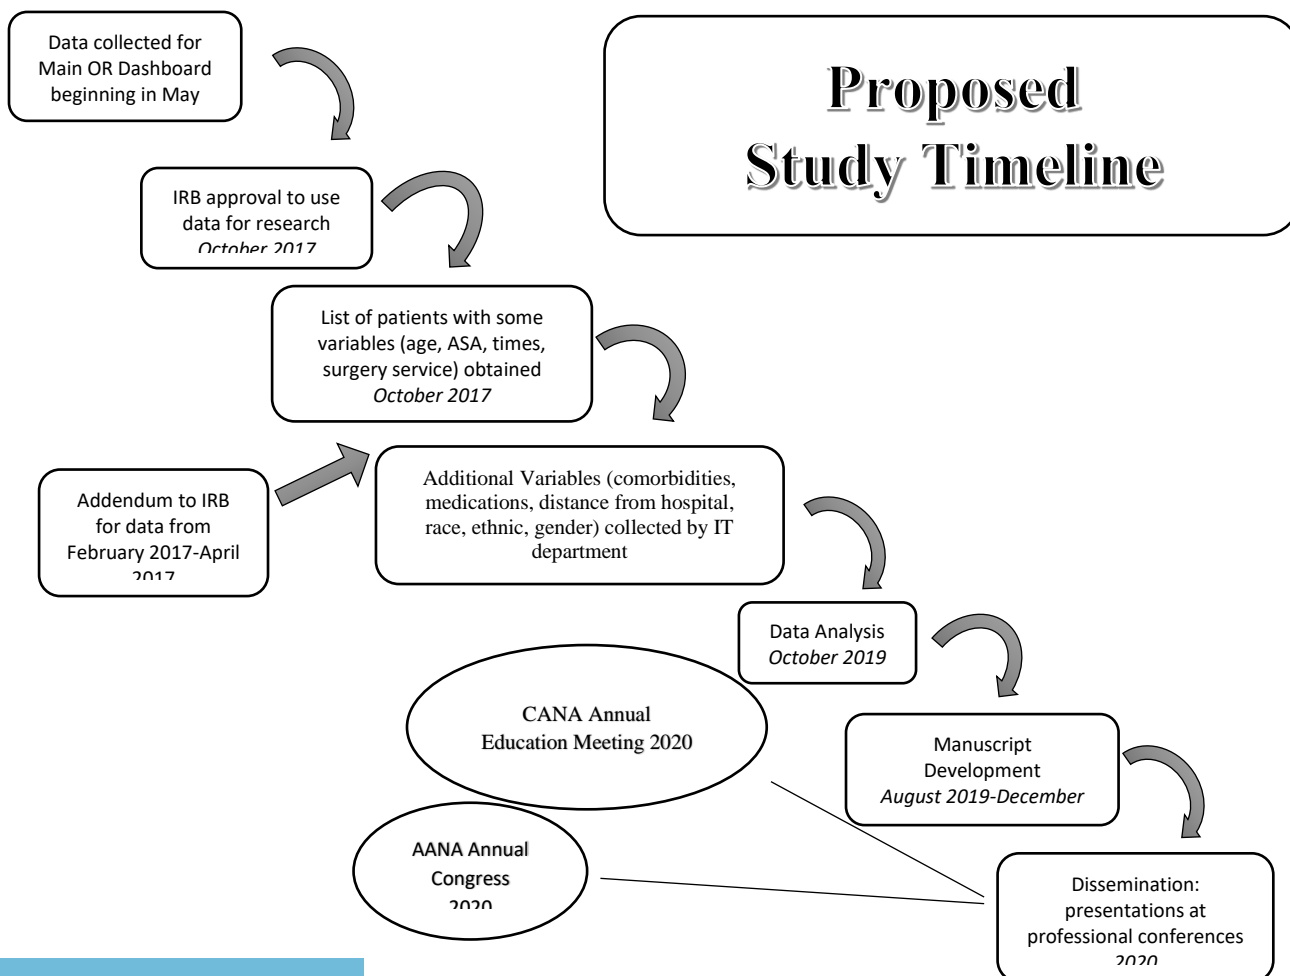 Data collected for
Main OR Dashboard
beginning in May
Proposed
Study Timeline
IRB approval to use
data for research
October 2017
List of patients with some
variables (age, ASA, times,
surgery service) obtained
October 2017
Addendum to IRB
for data from
February 2017-April
2017
Additional Variables (comorbidities,
medications, distance from hospital,
race, ethnic, gender) collected by IT
department
Data Analysis
October 2019
CANA Annual
Education Meeting 2020
Manuscript
Development
August 2019-December
AANA Annual
Congress
2020
Dissemination:
presentations at
professional conferences
2020